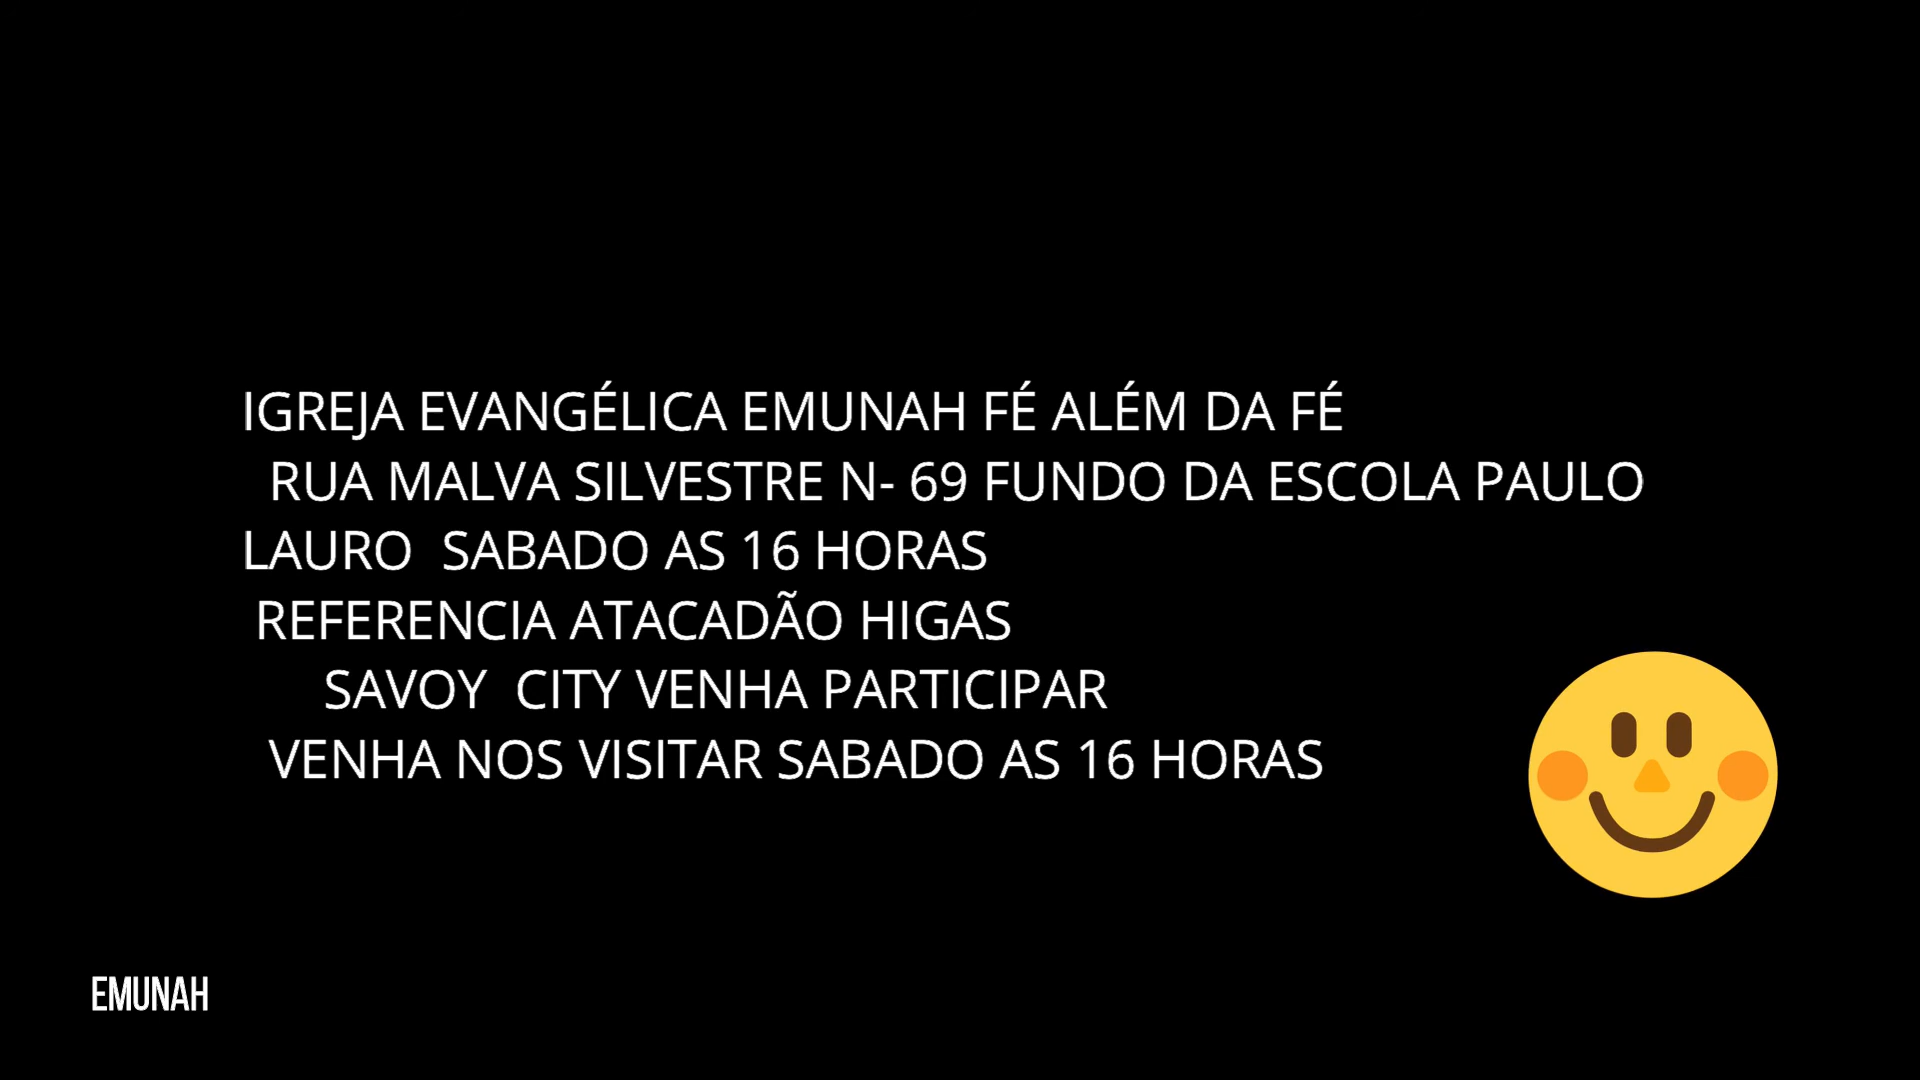 IGREJA EVANGÉLICA EMUNAH FÉ ALÉM DA FÉ
RUA MALVA SILVESTRE N- 69 FUNDO DA ESCOLA PAULO
LAURO  SABADO AS 16 HORAS
REFERENCIA ATACADÃO HIGAS
SAVOY  CITY VENHA PARTICIPAR
VENHA NOS VISITAR SABADO AS 16 HORAS
EMUNAH